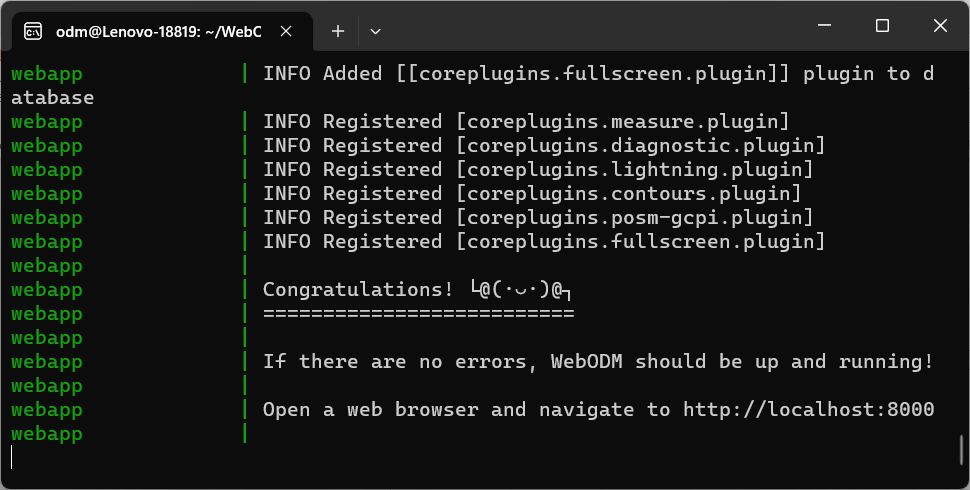 odm@Lenovo-18819: ~/WebC
webapp | INFO Added [[coreplugins.fullscreen.plugin]] plugin to d
atabase
webapp | INFO Registered [coreplugins.measure.plugin]
webapp | INFO Registered [coreplugins.diagnostic.plugin]
webapp | INFO Registered [coreplugins.lightning.plugin]
webapp | INFO Registered [coreplugins.contours.plugin]
webapp | INFO Registered [coreplugins.posm-gcpi.plugin]
webapp | INFO Registered [coreplugins.fullscreen.plugin]
webapp |
webapp | Congratulations! └@(･◡･)@┐
webapp | ==========================
webapp |
webapp | If there are no errors, WebODM should be up and running!
webapp |
webapp | Open a web browser and navigate to http://localhost:8000
webapp |